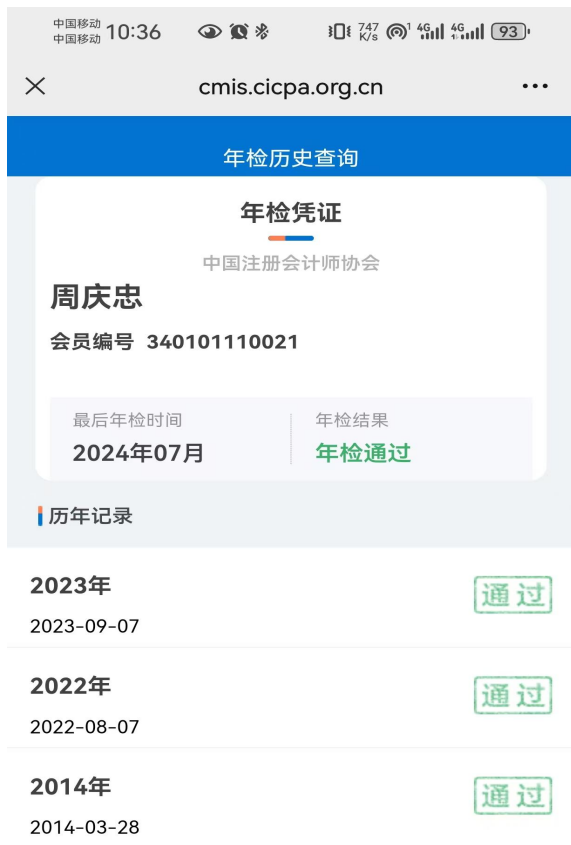 中国移动
中国移动 10:36
747 K/s 4G 4G 93
cmis.cicpa.org.cn
年检历史查询
年检凭证
中国注册会计师协会
周庆忠
会员编号 340101110021
最后年检时间 年检结果
2024年07月 年检通过
历年记录
2023年 通过
2023-09-07
2022年 通过
2022-08-07
2014年 通过
2014-03-28